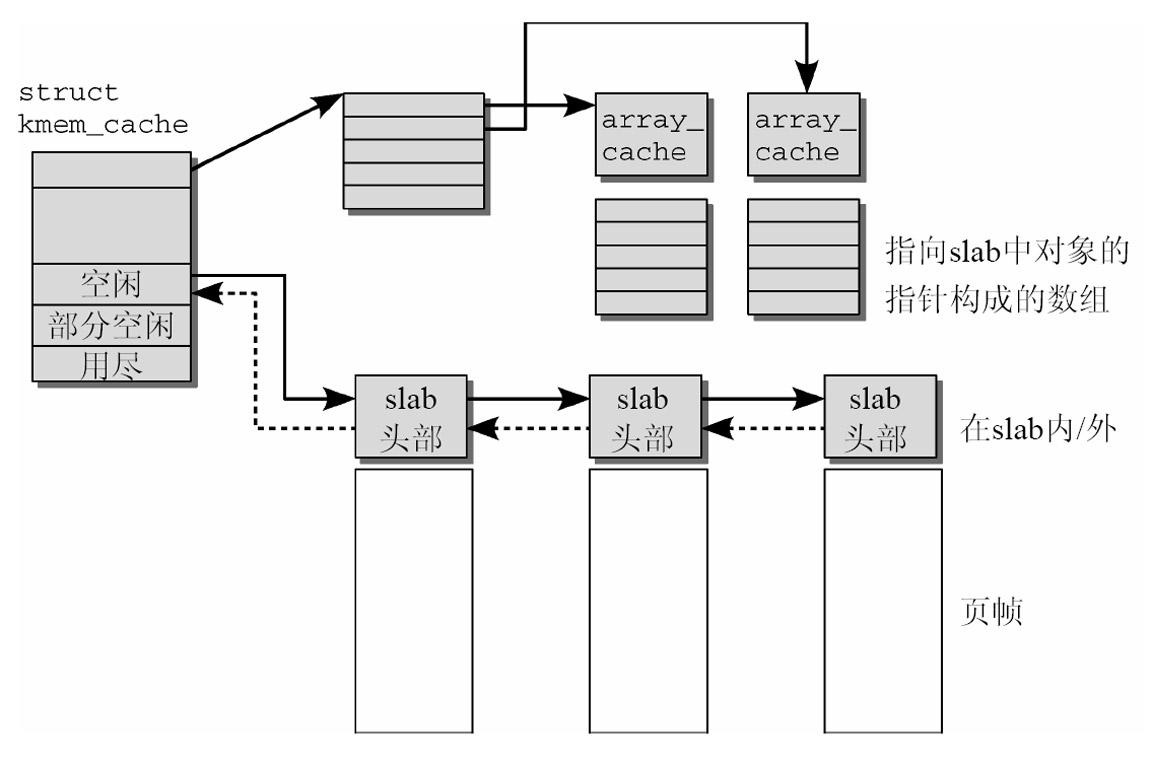 struct
kmem_cache
array_
cache
array_
cache
指向slab中对象的
指针构成的数组
空闲
部分空闲
用尽
slab
头部
slab
头部
slab
头部
在slab内/外
页帧